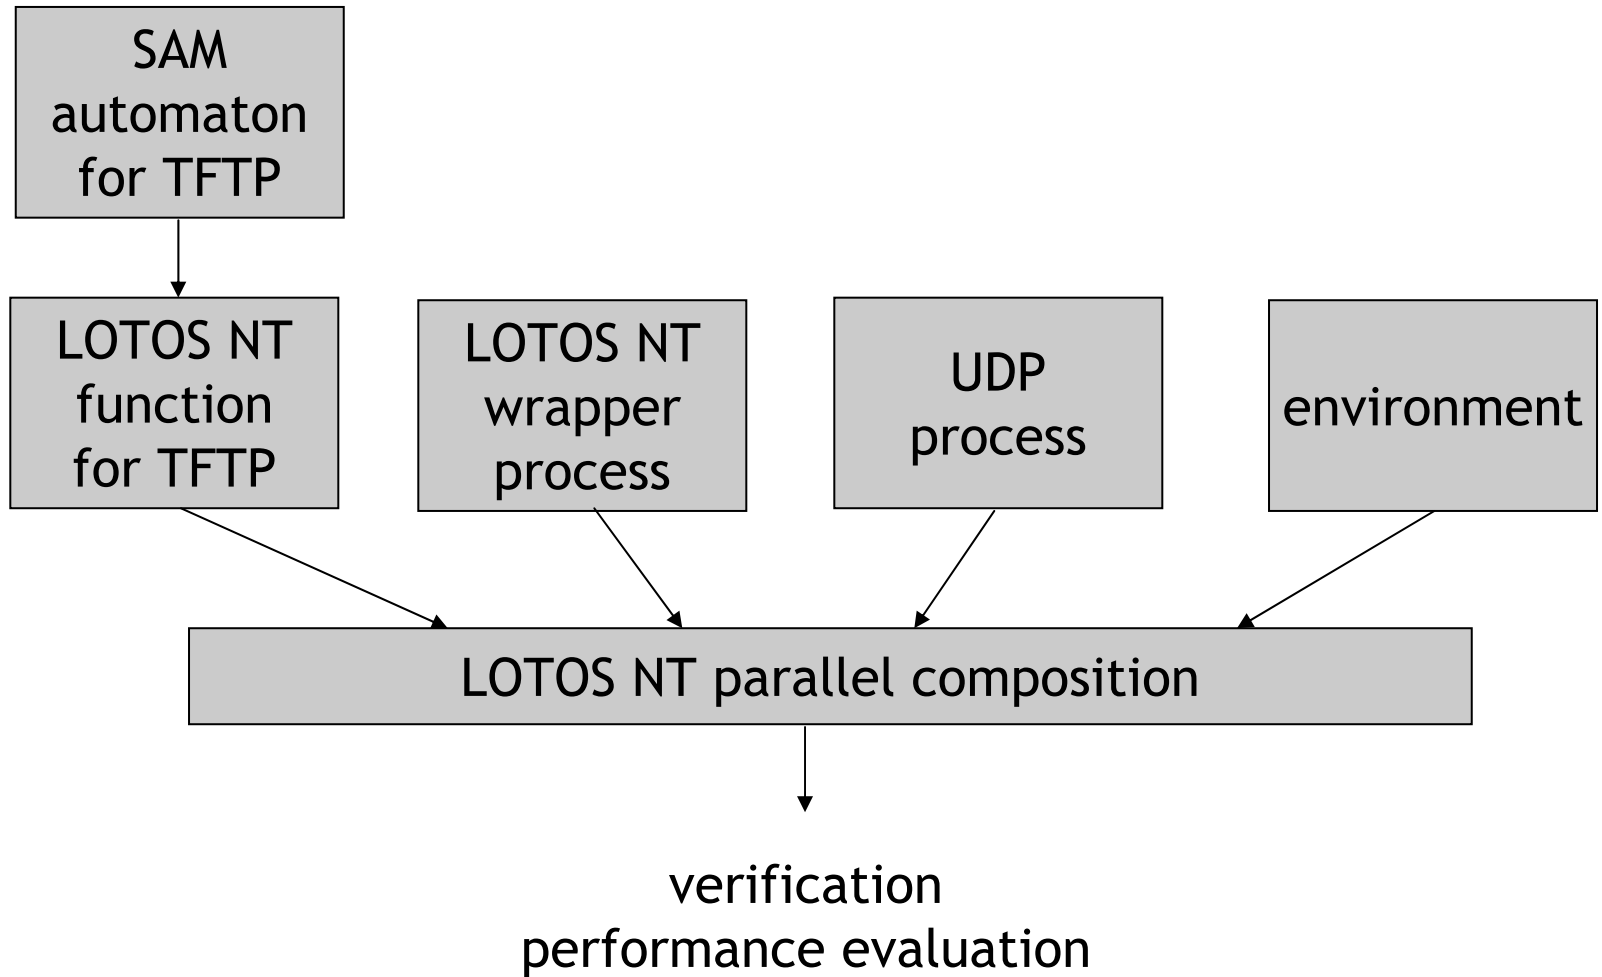 SAM
automaton
for TFTP
LOTOS NT
function
for TFTP
LOTOS NT
wrapper
process
UDP
process
environment
LOTOS NT parallel composition
verification
performance evaluation